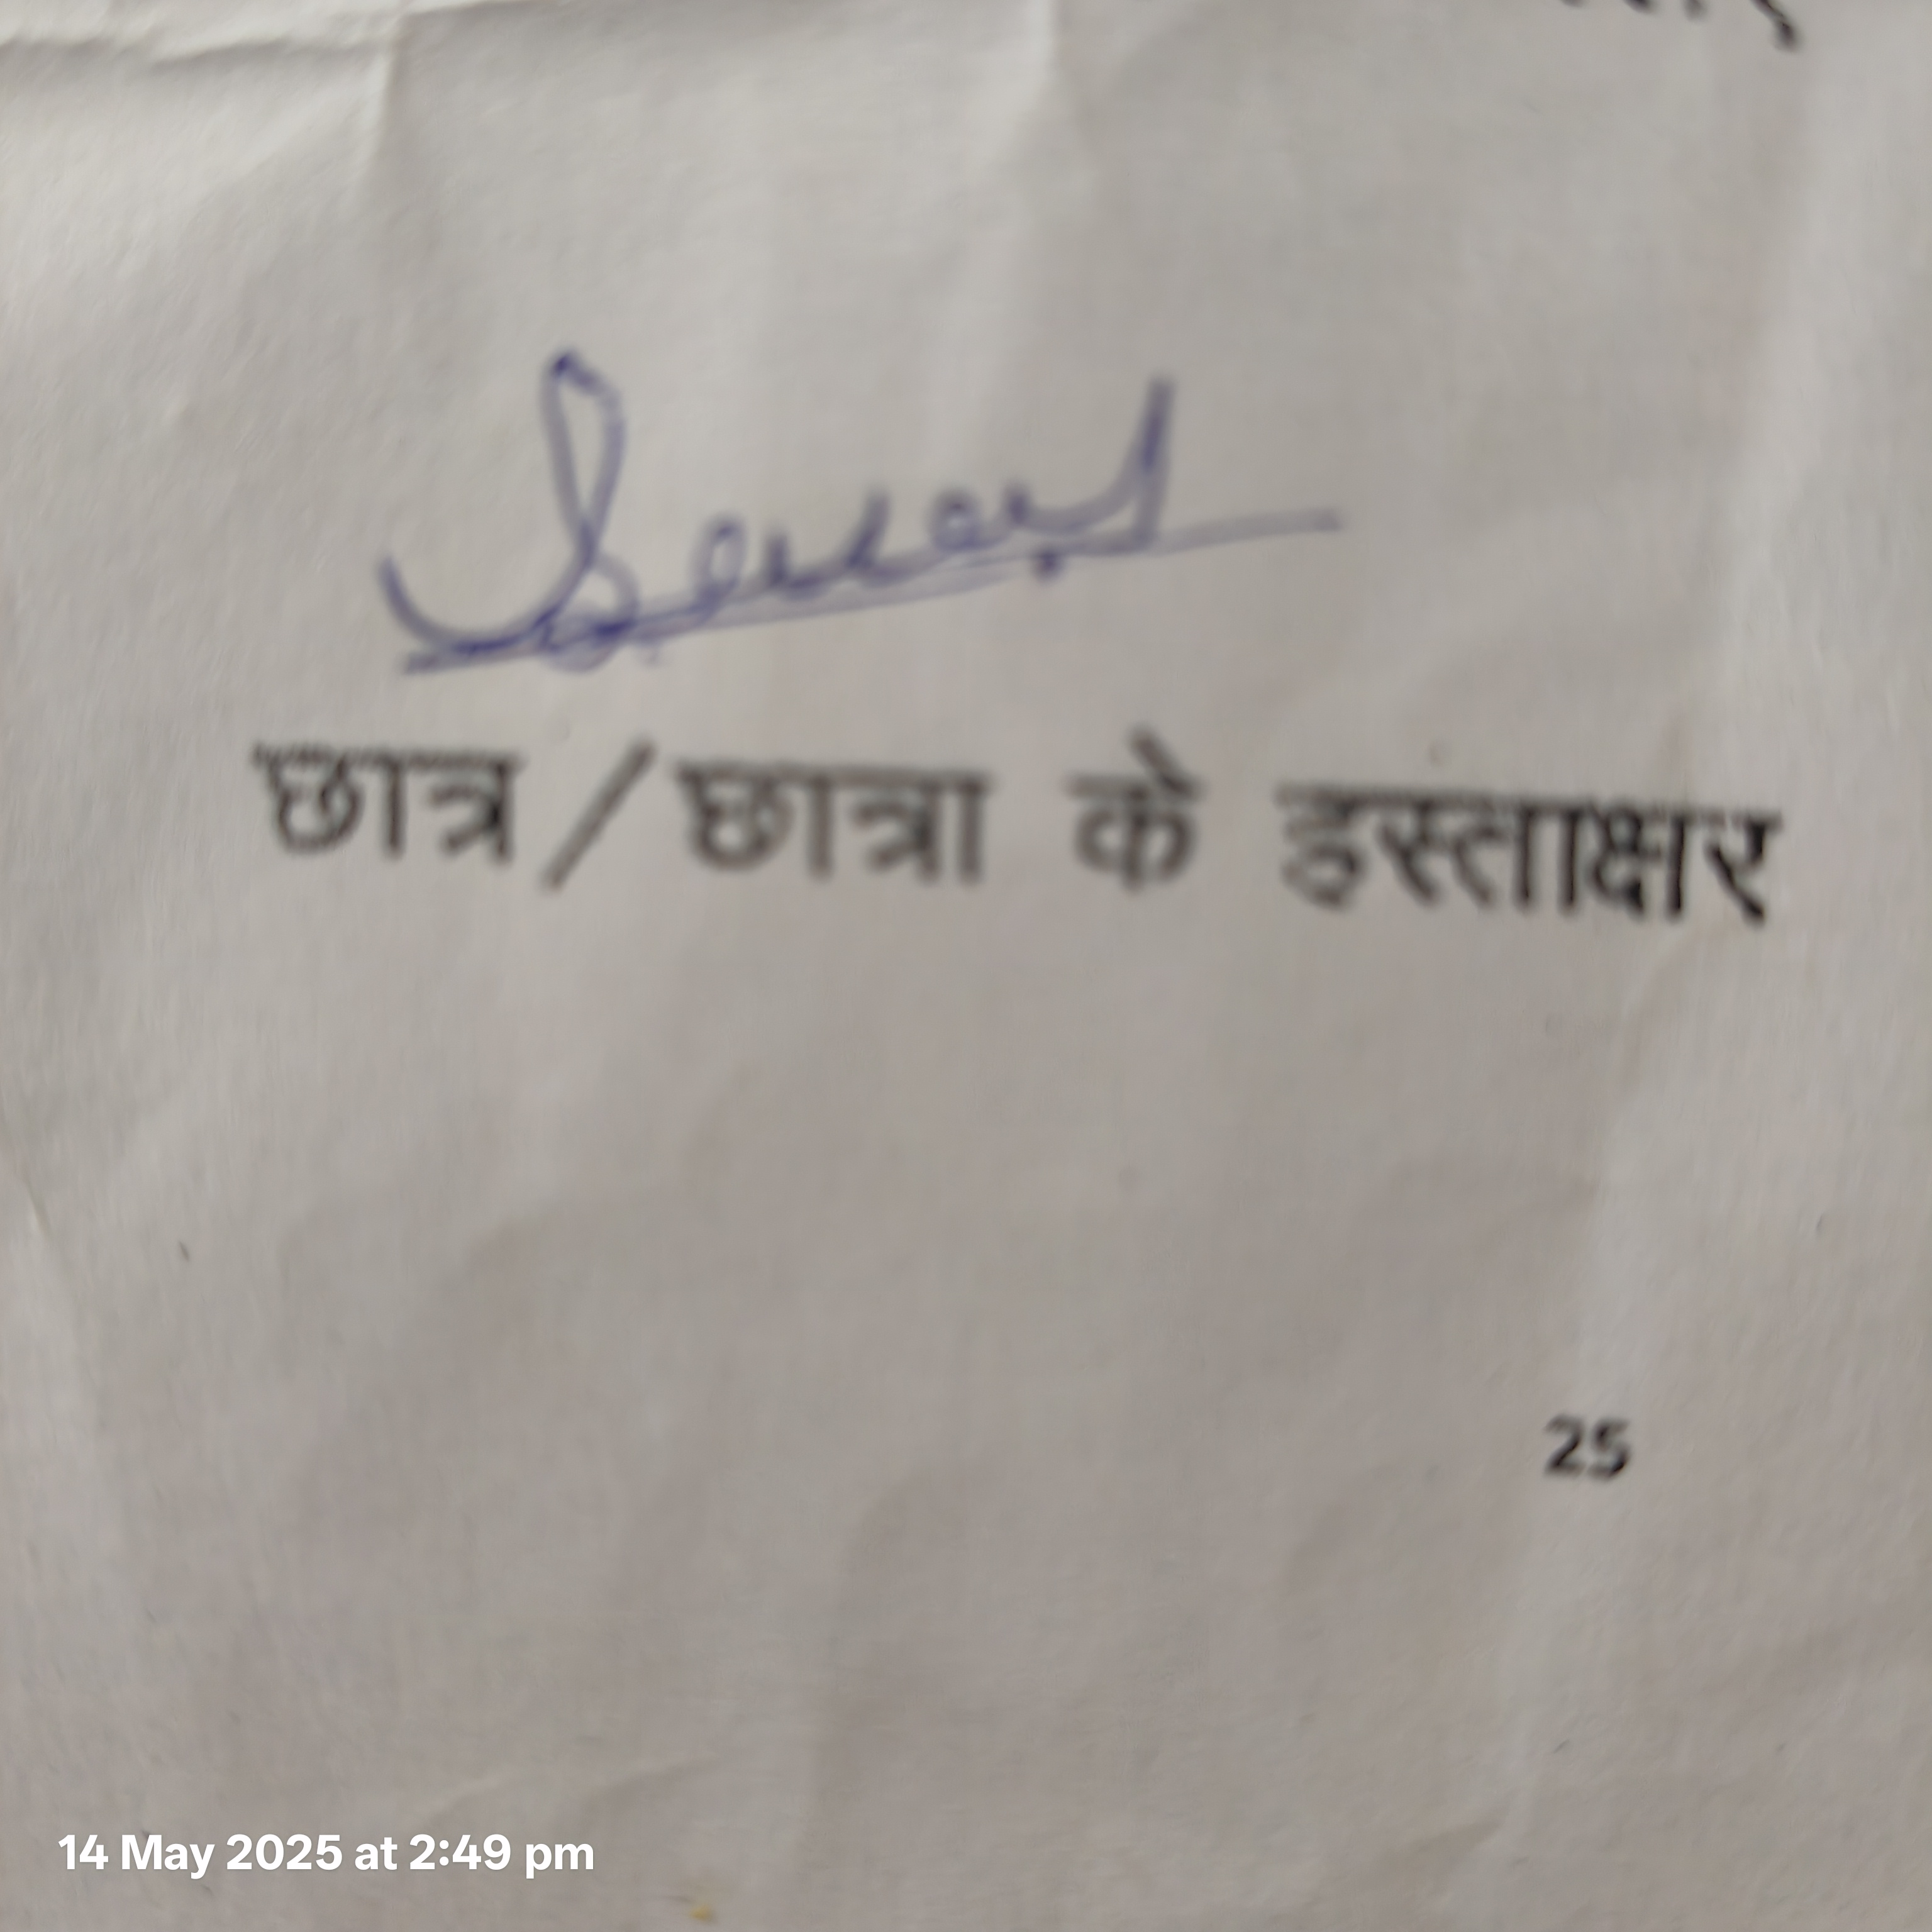 छात्र/छात्रा के हस्ताक्षर
25
14 May 2025 at 2:49 pm